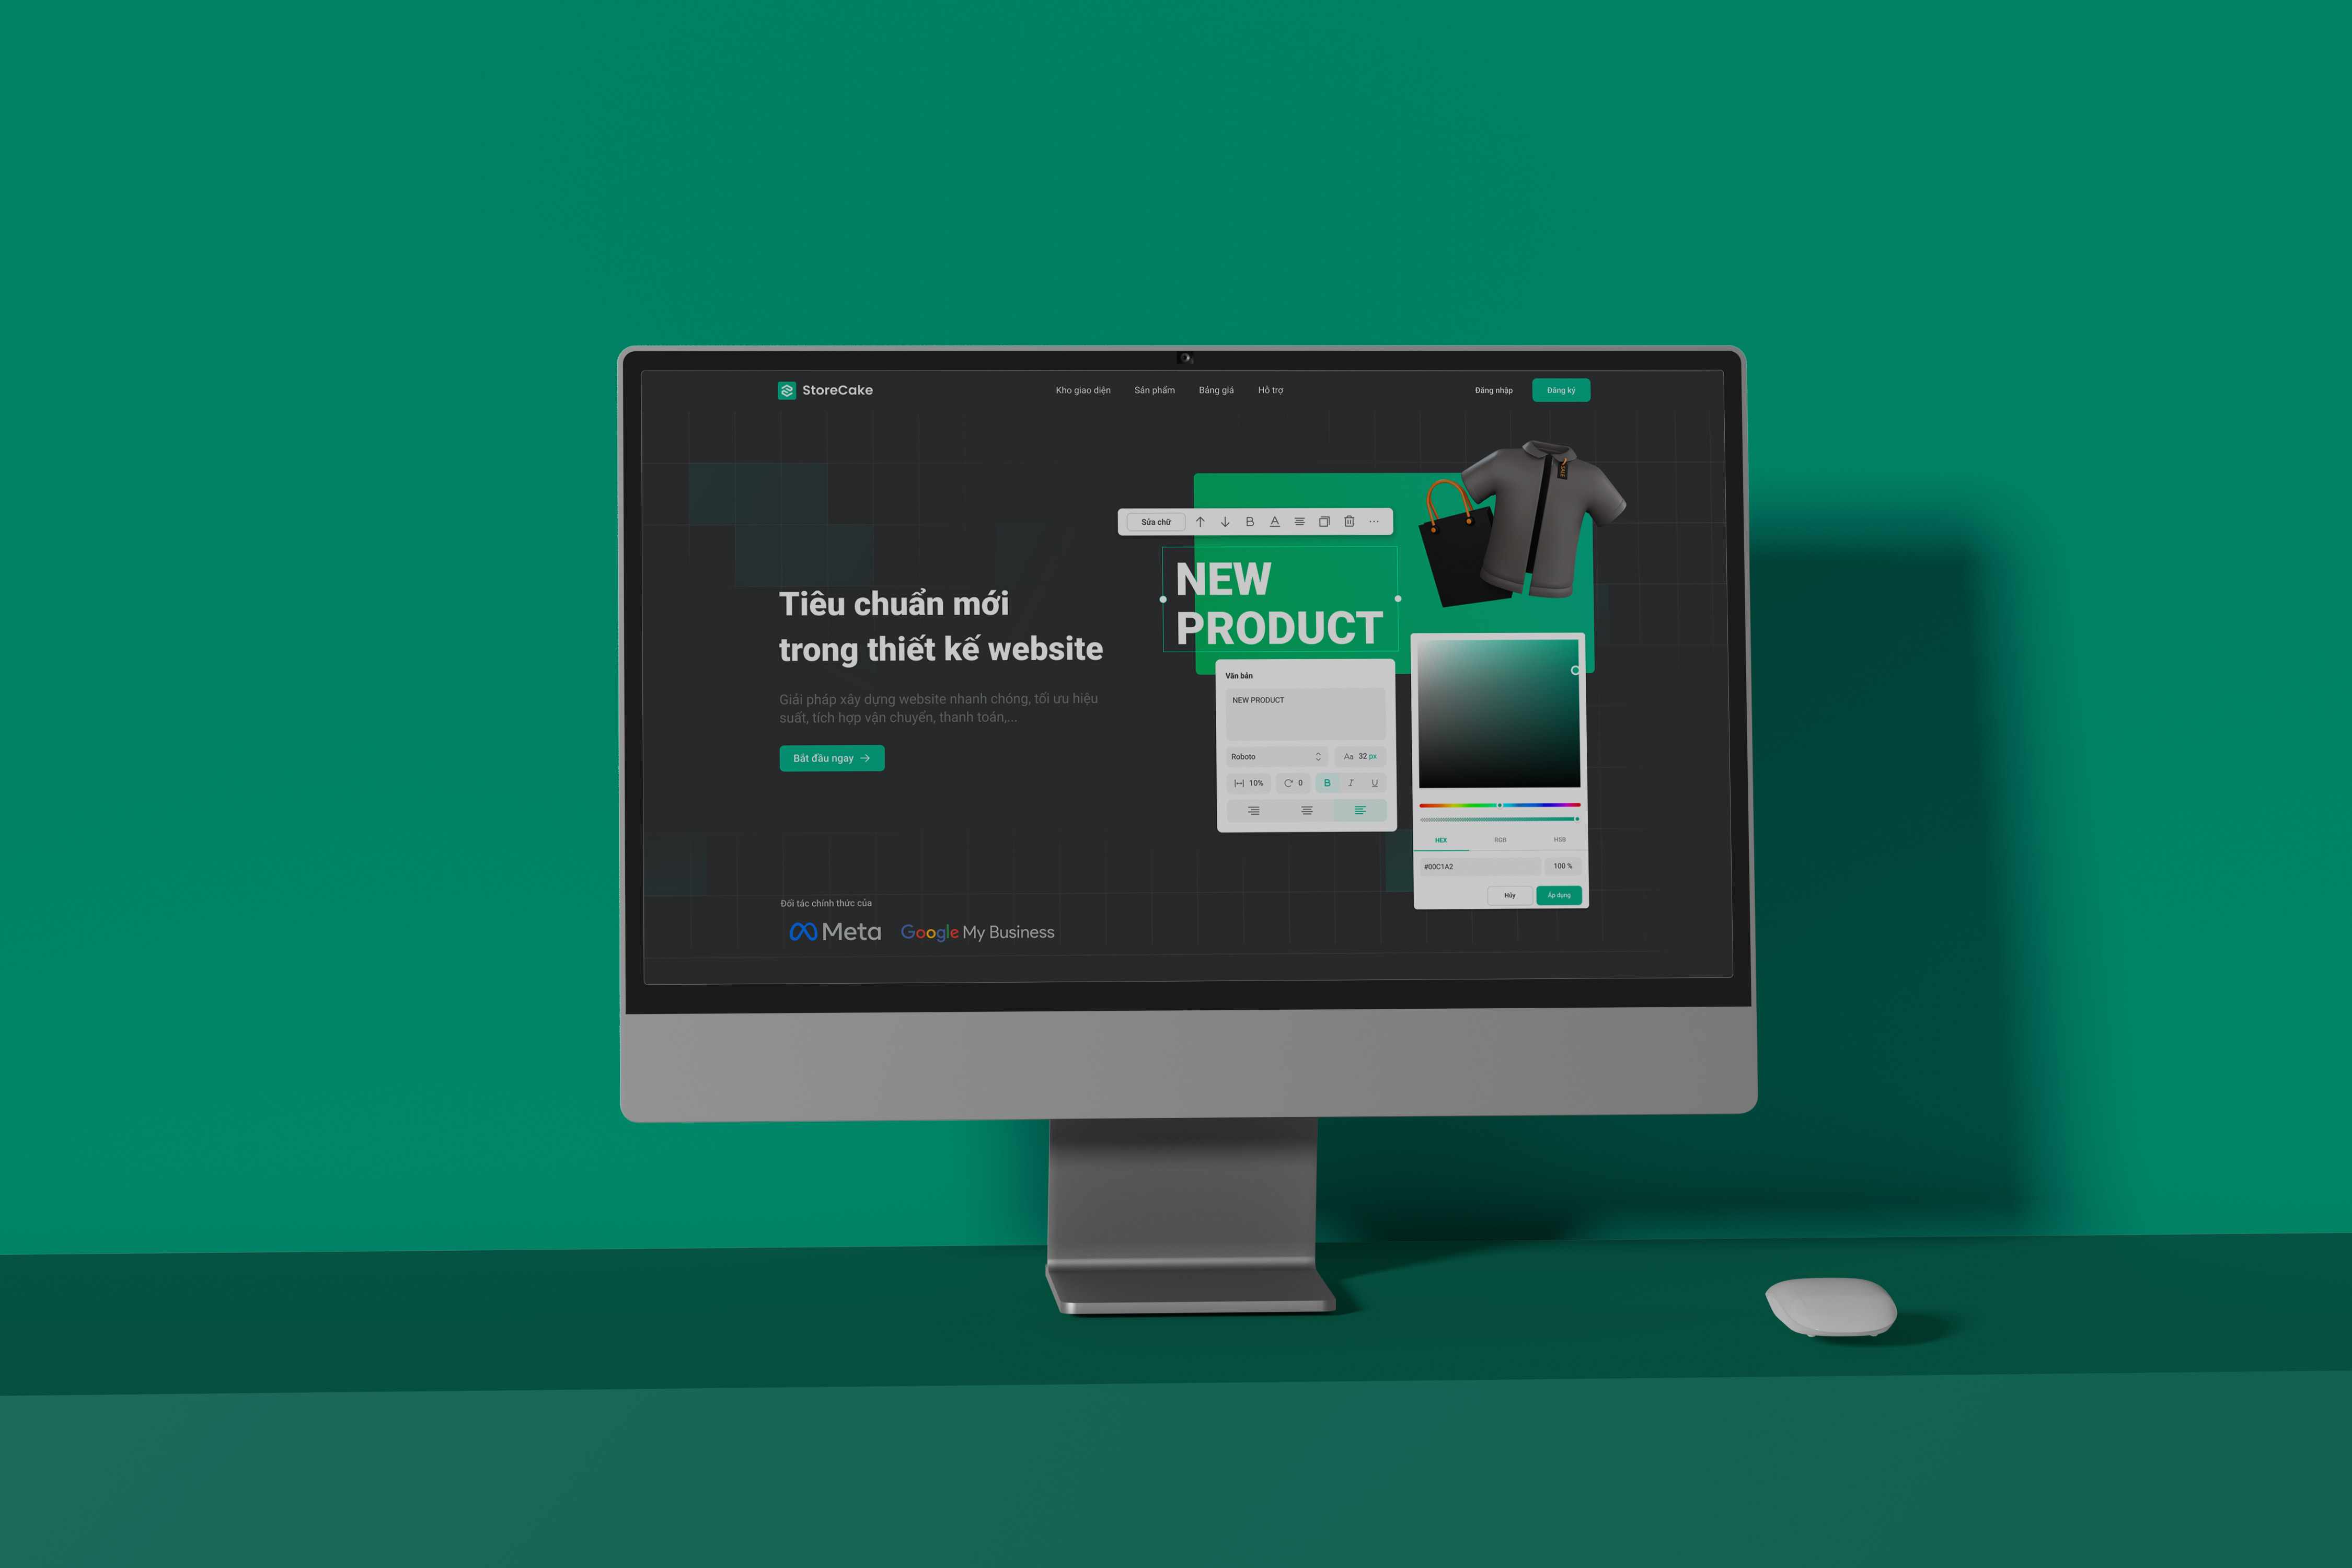 StoreCake
Kho giao diện
Sản phẩm
Bảng giá
Hỗ trợ
Đăng nhập
Đăng ký
Tiêu chuẩn mới
trong thiết kế website
Giải pháp xây dựng website nhanh chóng, tối ưu hiệu
suất, tích hợp vận chuyển, thanh toán,...
Bắt đầu ngay
Đối tác chính thức của
Meta
Google My Business
Sửa chữ
B
A
NEW
PRODUCT
SALE
Văn bản
NEW PRODUCT
Roboto
Aa 32 px
10%
0
B
I
U
HEX
RGB
HSB
#00C1A2
100 %
Hủy
Áp dụng